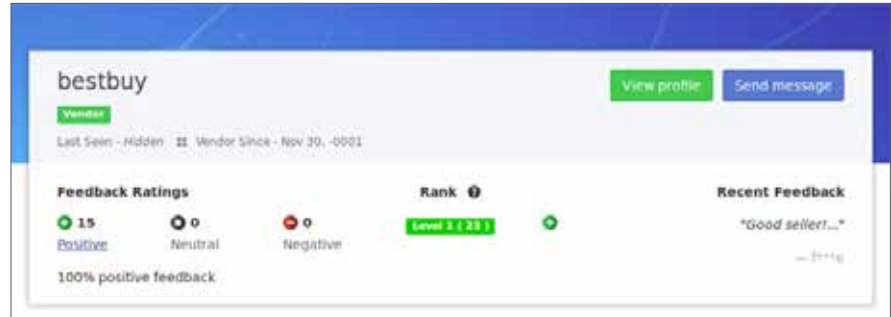 bestbuy
View profile
Send message
Vendor
Last Seen - Hidden Vendor Since - Nov 30, -0001
Feedback Ratings
Rank
Recent Feedback
15
0
0
Level 1 ( 23 )
"Good seller!..."
Positive
Neutral
Negative
100% positive feedback